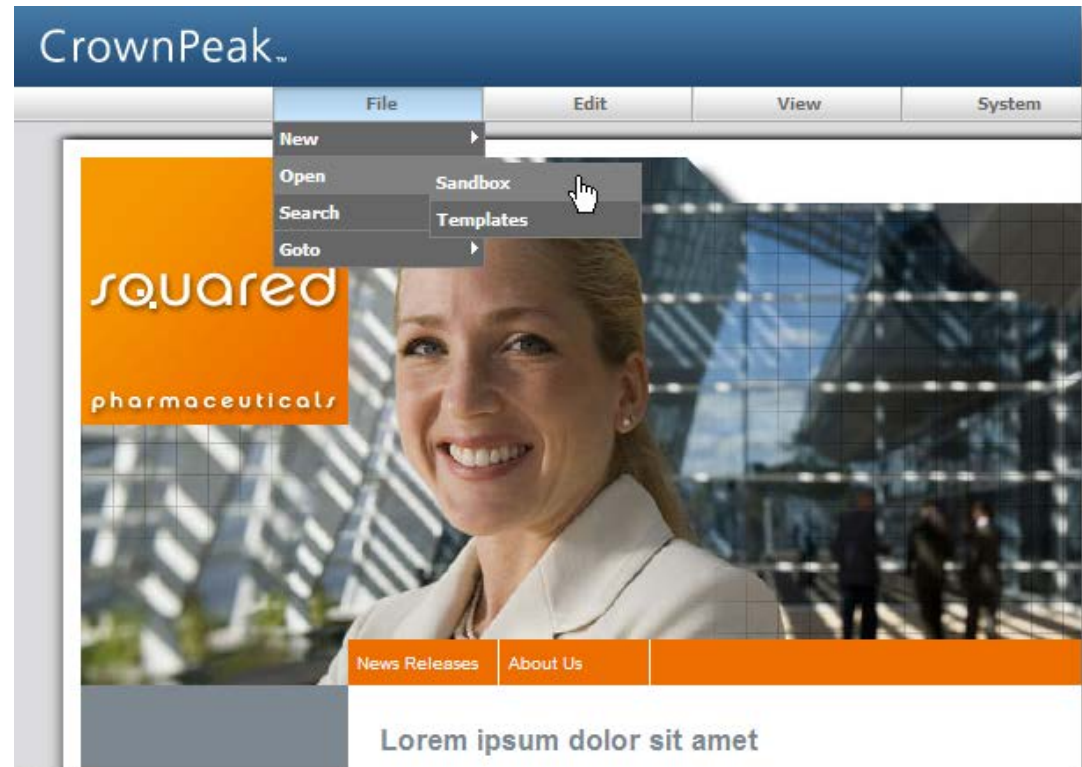 CrownPeak™
File Edit View System
New
Open
Sandbox
Search
Templates
Goto
squared
pharmaceuticals
News Releases About Us
Lorem ipsum dolor sit amet